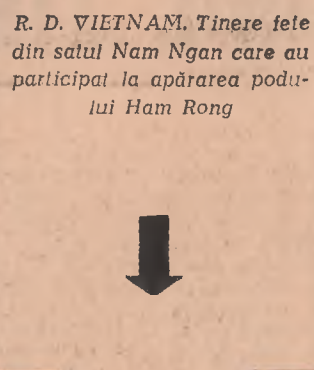 R. D. VIETNAM. Tinere fete
din satul Nam Ngan care au
participat la apărarea podu-
lui Ham Rong